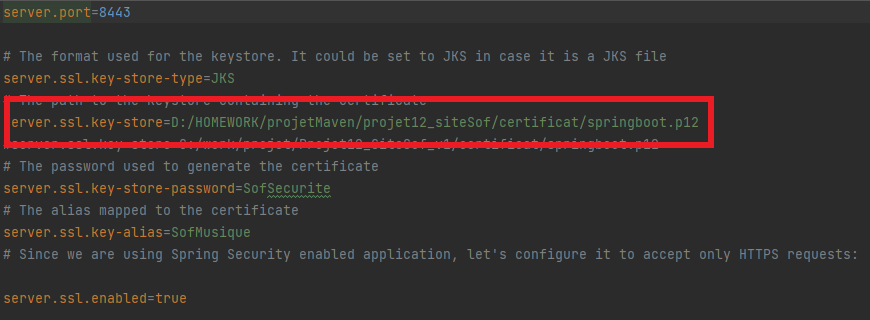 server.port=8443
# The format used for the keystore. It could be set to JKS in case it is a JKS file
server.ssl.key-store-type=JKS
# The path to the keystore containing the certificate
erver.ssl.key-store=D:/HOMEWORK/projetMaven/projet12_siteSof/certificat/springboot.p12
#server.ssl.key-store=C:/work/projet/Projet12_SiteSof_v1/certificat/springboot.p12
# The password used to generate the certificate
server.ssl.key-store-password=SofSecurite
# The alias mapped to the certificate
server.ssl.key-alias=SofMusique
# Since we are using Spring Security enabled application, let's configure it to accept only HTTPS requests:
server.ssl.enabled=true